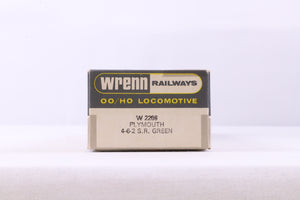 wrenn RAILWAYS
OO/HO LOCOMOTIVE
W 2266
PLYMOUTH
4-6-2 S.R. GREEN